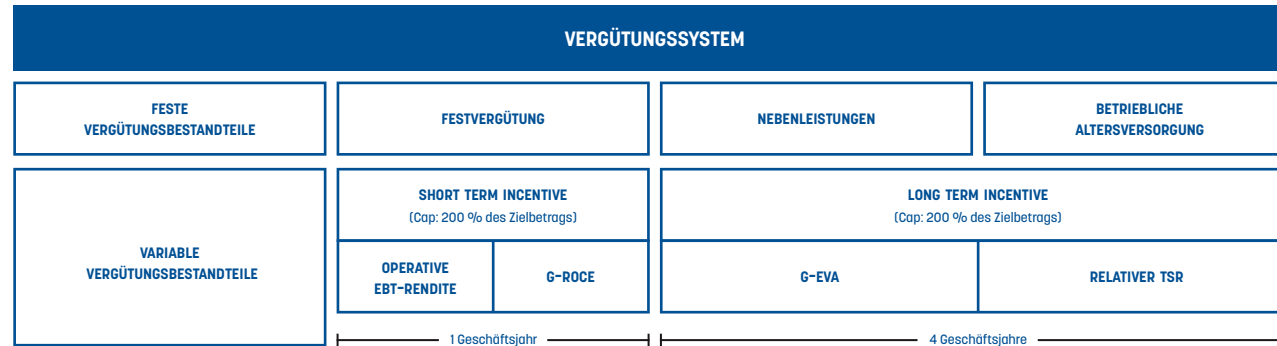 VERGÜTUNGSSYSTEM
FESTE
VERGÜTUNGSBESTANDTEILE
FESTVERGÜTUNG
NEBENLEISTUNGEN
BETRIEBLICHE
ALTERSVERSORGUNG
VARIABLE
VERGÜTUNGSBESTANDTEILE
SHORT TERM INCENTIVE
(Cap: 200 % des Zielbetrags)
OPERATIVE
EBT-RENDITE
G-ROCE
1 Geschäftsjahr
LONG TERM INCENTIVE
(Cap: 200 % des Zielbetrags)
G-EVA
RELATIVER TSR
4 Geschäftsjahre